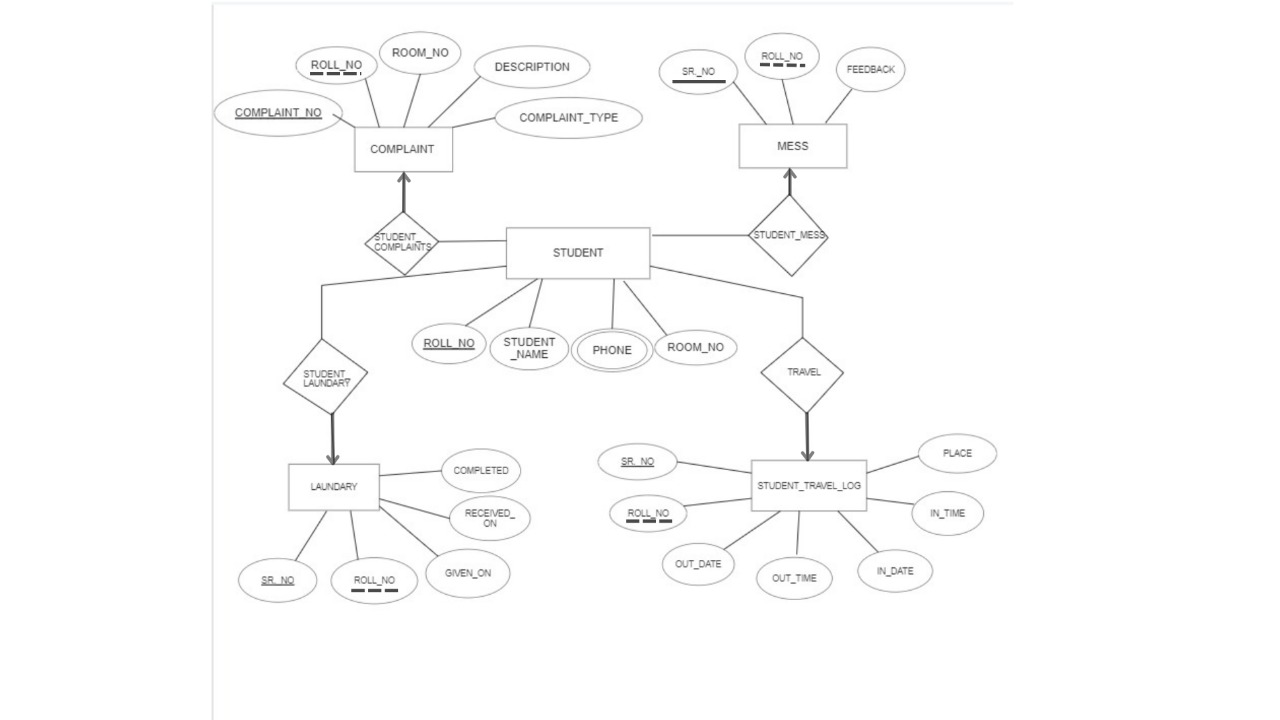 ROLL_NO
ROOM_NO
DESCRIPTION
COMPLAINT_NO
COMPLAINT_TYPE
COMPLAINT
SR._NO
ROLL_NO
FEEDBACK
MESS
STUDENT_
COMPLAINTS
STUDENT
STUDENT_MESS
ROLL_NO
STUDENT
_NAME
PHONE
ROOM_NO
STUDENT_
LAUNDARY
TRAVEL
LAUNDARY
COMPLETED
RECEIVED_
ON
GIVEN_ON
SR._NO
ROLL_NO
STUDENT_TRAVEL_LOG
SR._NO
ROLL_NO
OUT_DATE
OUT_TIME
IN_DATE
IN_TIME
PLACE